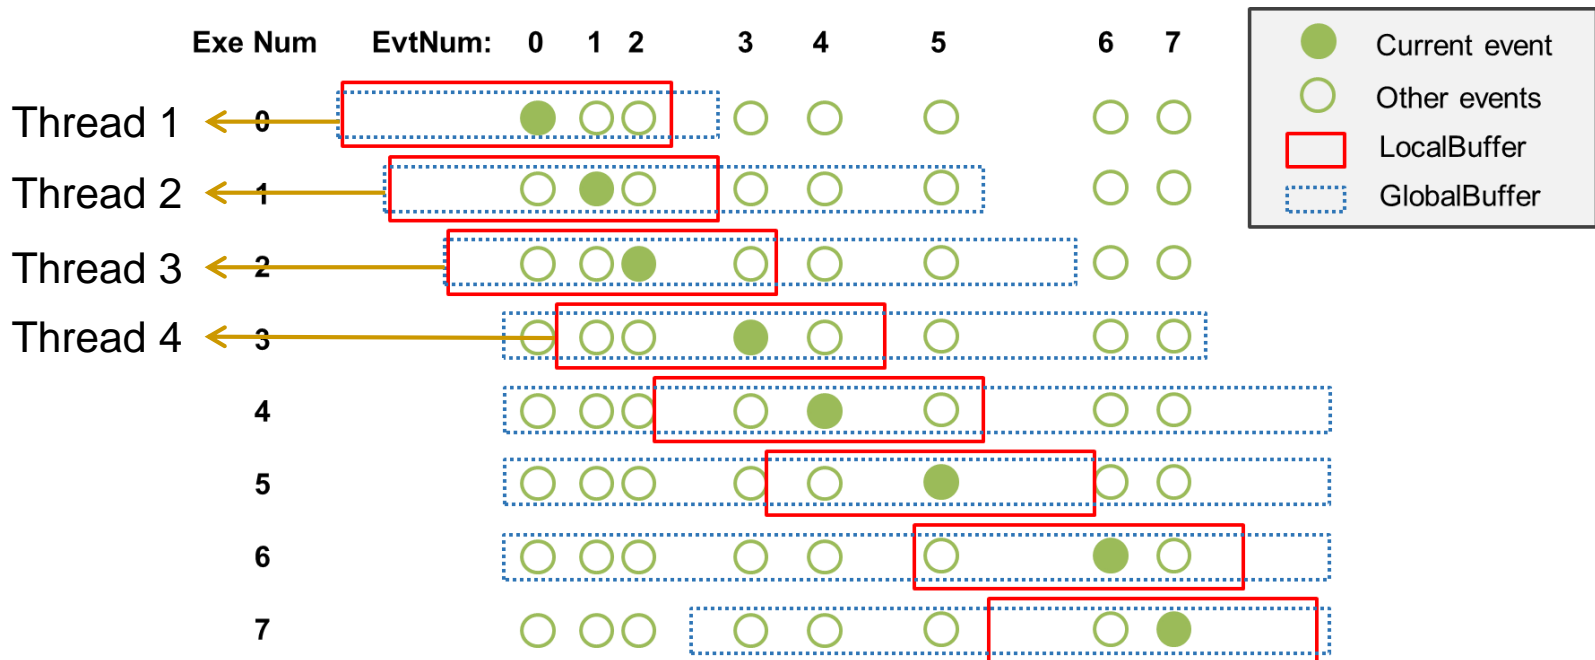 Exe Num EvtNum: 0 1 2 3 4 5 6 7
Current event
Other events
LocalBuffer
GlobalBuffer
Thread 1 0
Thread 2 1
Thread 3 2
Thread 4 3
4
5
6
7